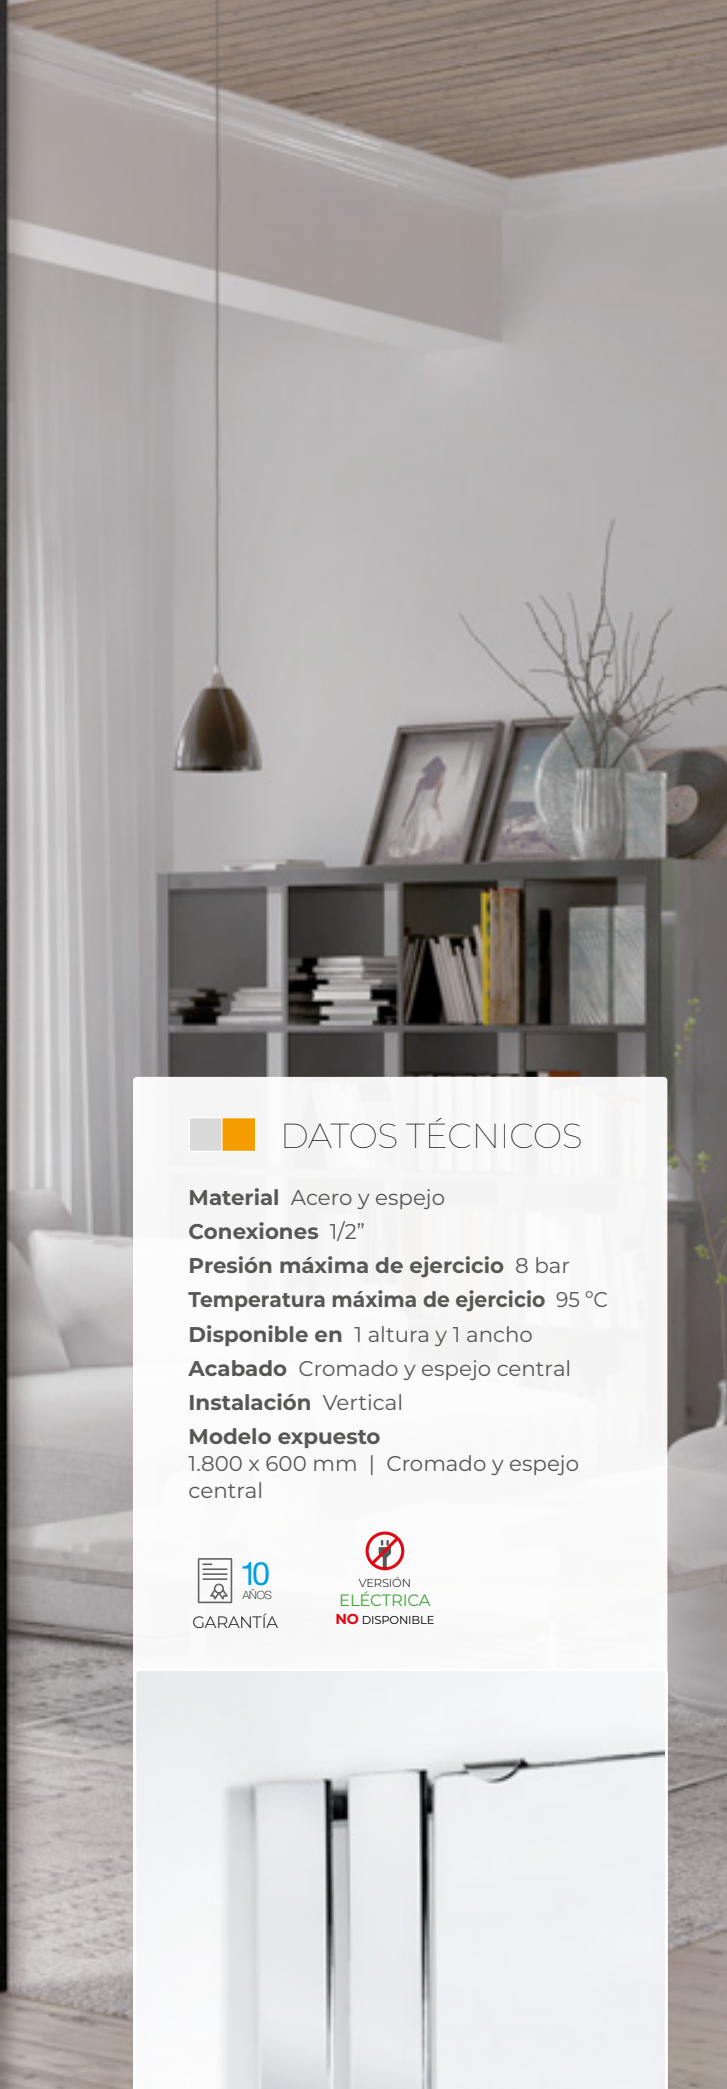 DATOS TÉCNICOS
Material Acero y espejo
Conexiones 1/2”
Presión máxima de ejercicio 8 bar
Temperatura máxima de ejercicio 95 ºC
Disponible en 1 altura y 1 ancho
Acabado Cromado y espejo central
Instalación Vertical
Modelo expuesto
1.800 x 600 mm | Cromado y espejo
central
10
AÑOS
GARANTÍA
VERSIÓN
ELÉCTRICA
NO DISPONIBLE